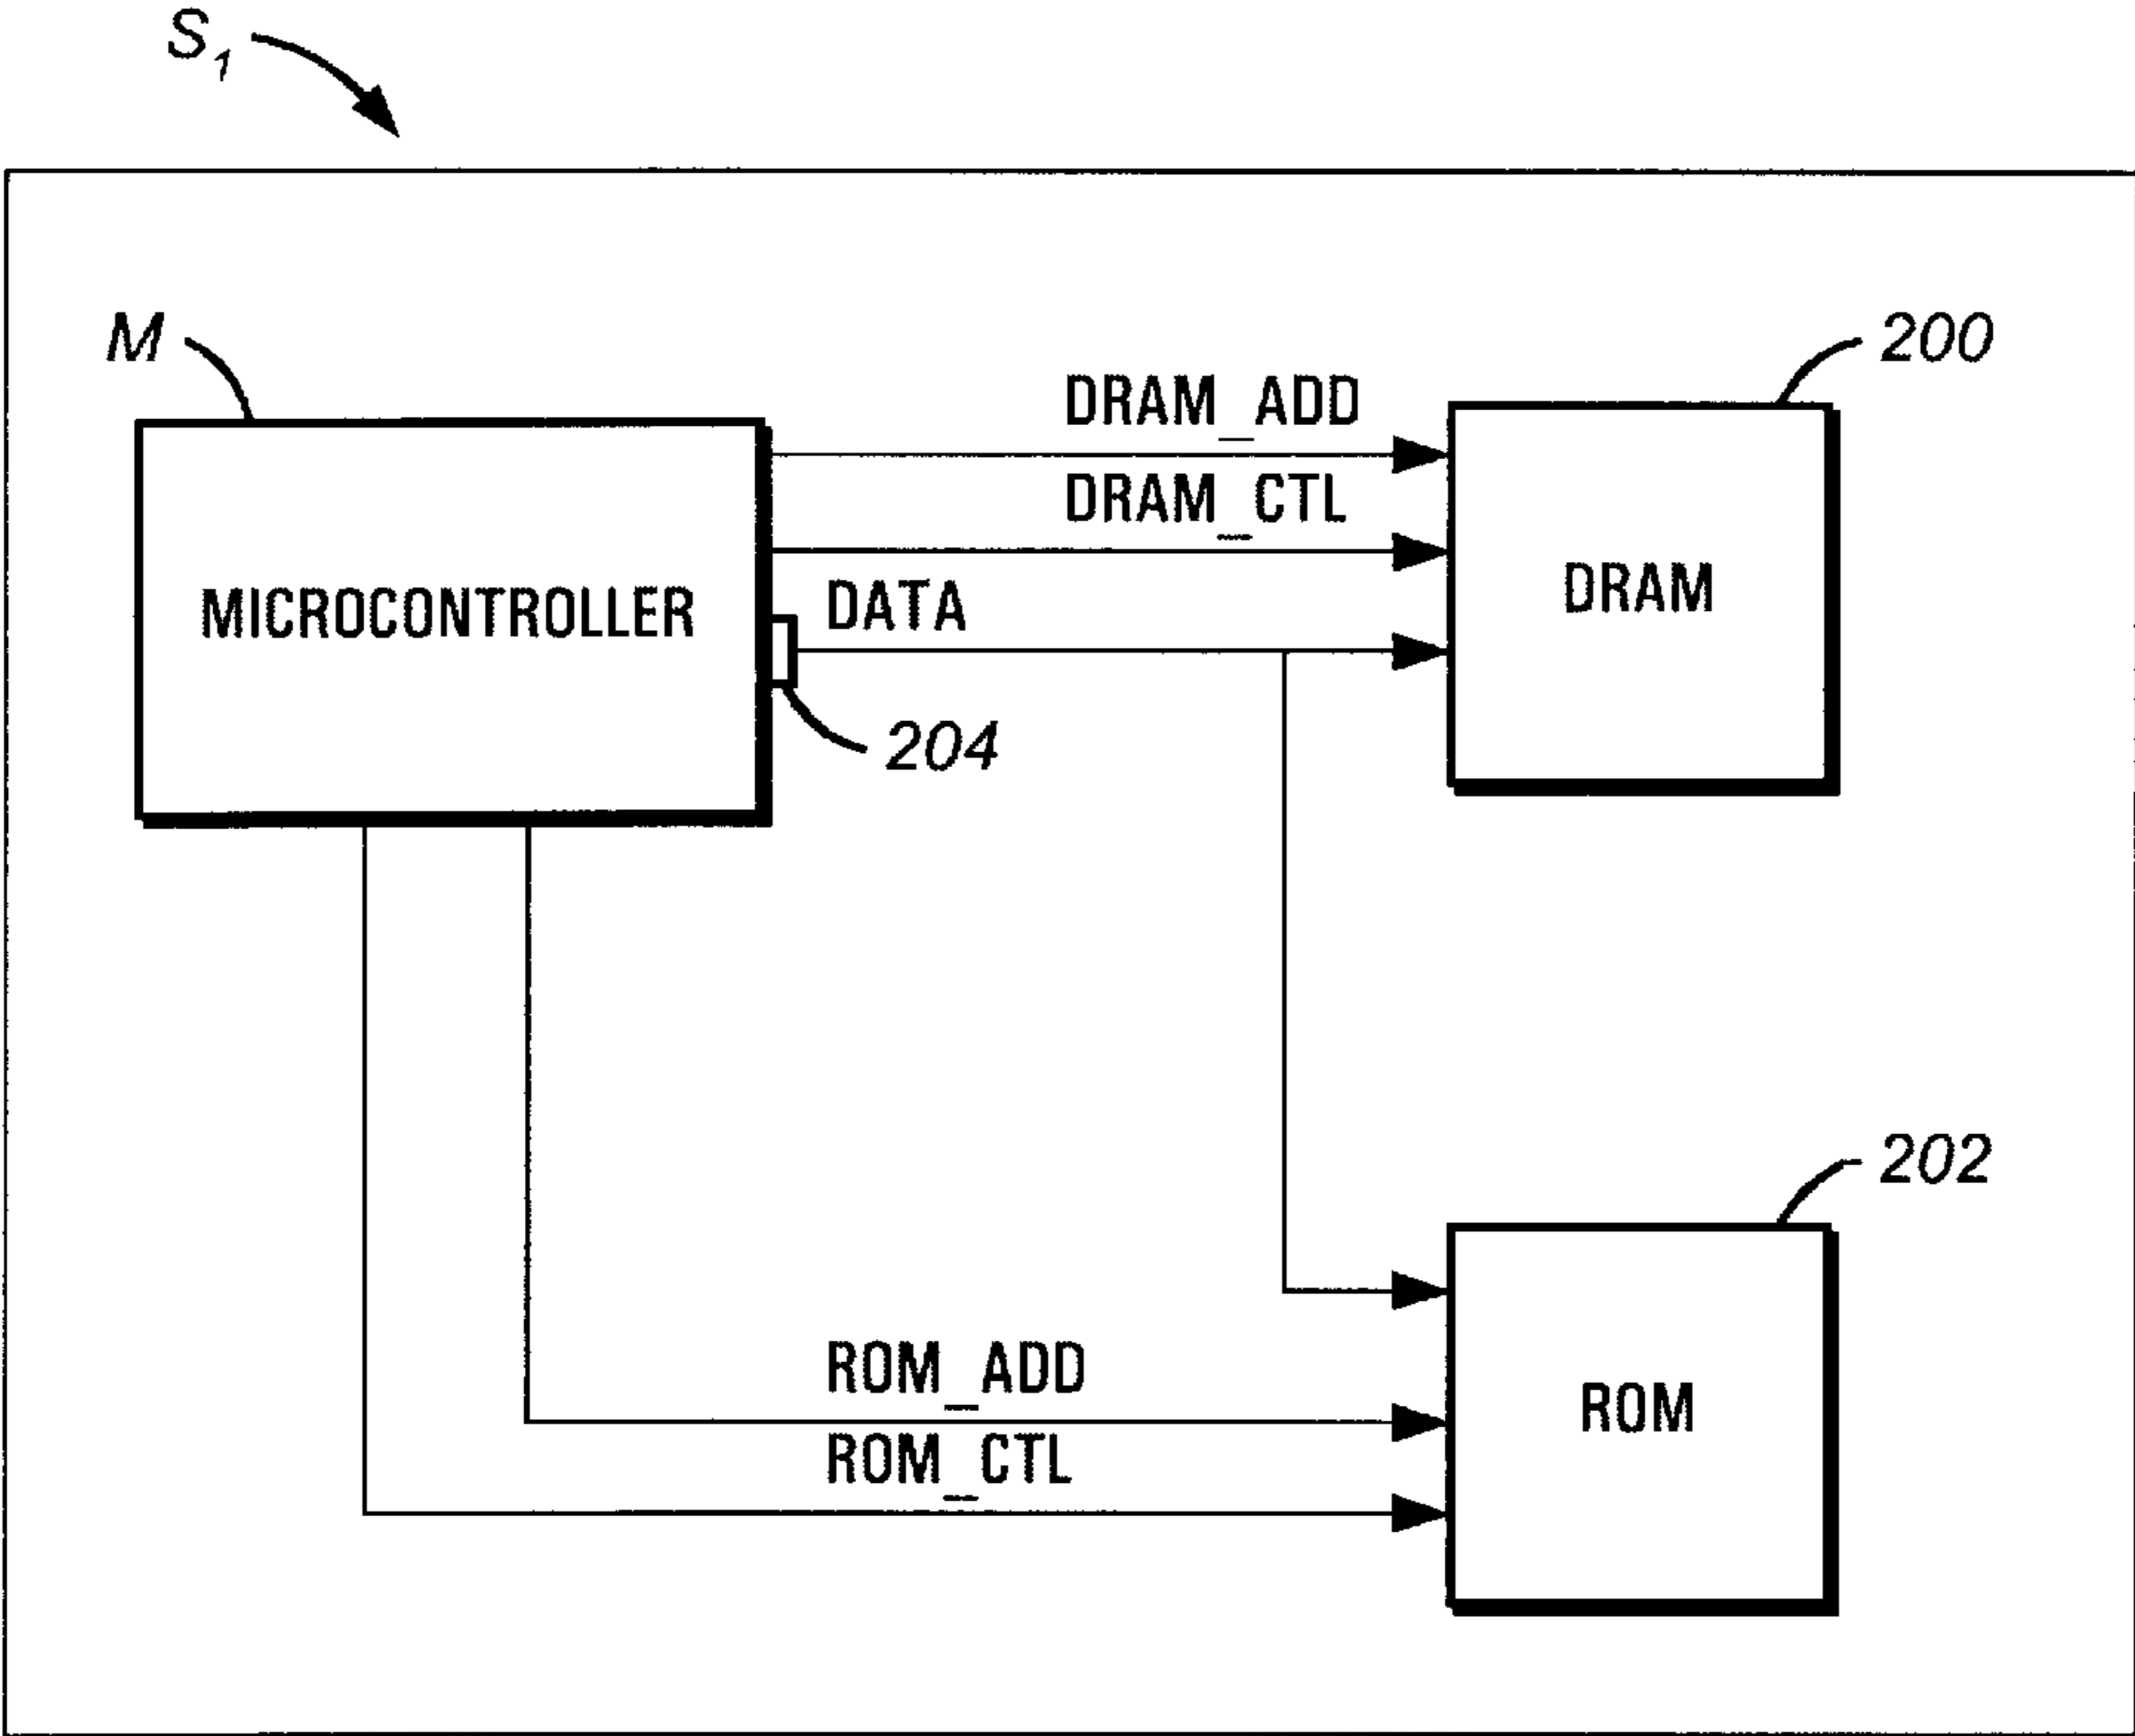 S1
M
200
DRAM_ADD
DRAM_CTL
MICROCONTROLLER
DATA
DRAM
204
202
ROM_ADD
ROM
ROM_CTL